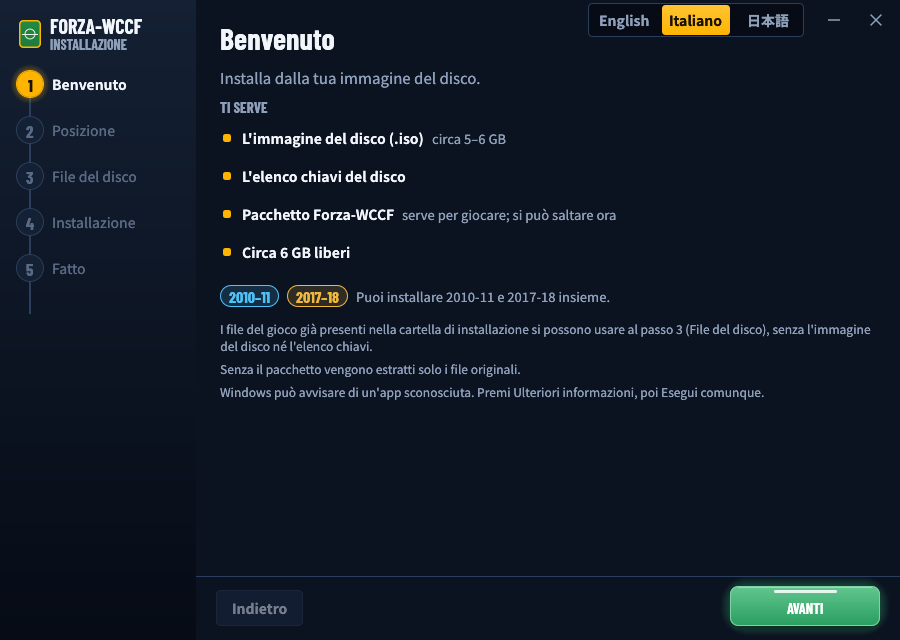 FORZA-WCCF
INSTALLAZIONE
1 Benvenuto
2 Posizione
3 File del disco
4 Installazione
5 Fatto
English Italiano 日本語
Benvenuto
Installa dalla tua immagine del disco.
TI SERVE
L'immagine del disco (.iso) circa 5–6 GB
L'elenco chiavi del disco
Pacchetto Forza-WCCF serve per giocare; si può saltare ora
Circa 6 GB liberi
2010–11 2017–18 Puoi installare 2010-11 e 2017-18 insieme.
I file del gioco già presenti nella cartella di installazione si possono usare al passo 3 (File del disco), senza l'immagine
del disco né l'elenco chiavi.
Senza il pacchetto vengono estratti solo i file originali.
Windows può avvisare di un'app sconosciuta. Premi Ulteriori informazioni, poi Esegui comunque.
Indietro
AVANTI